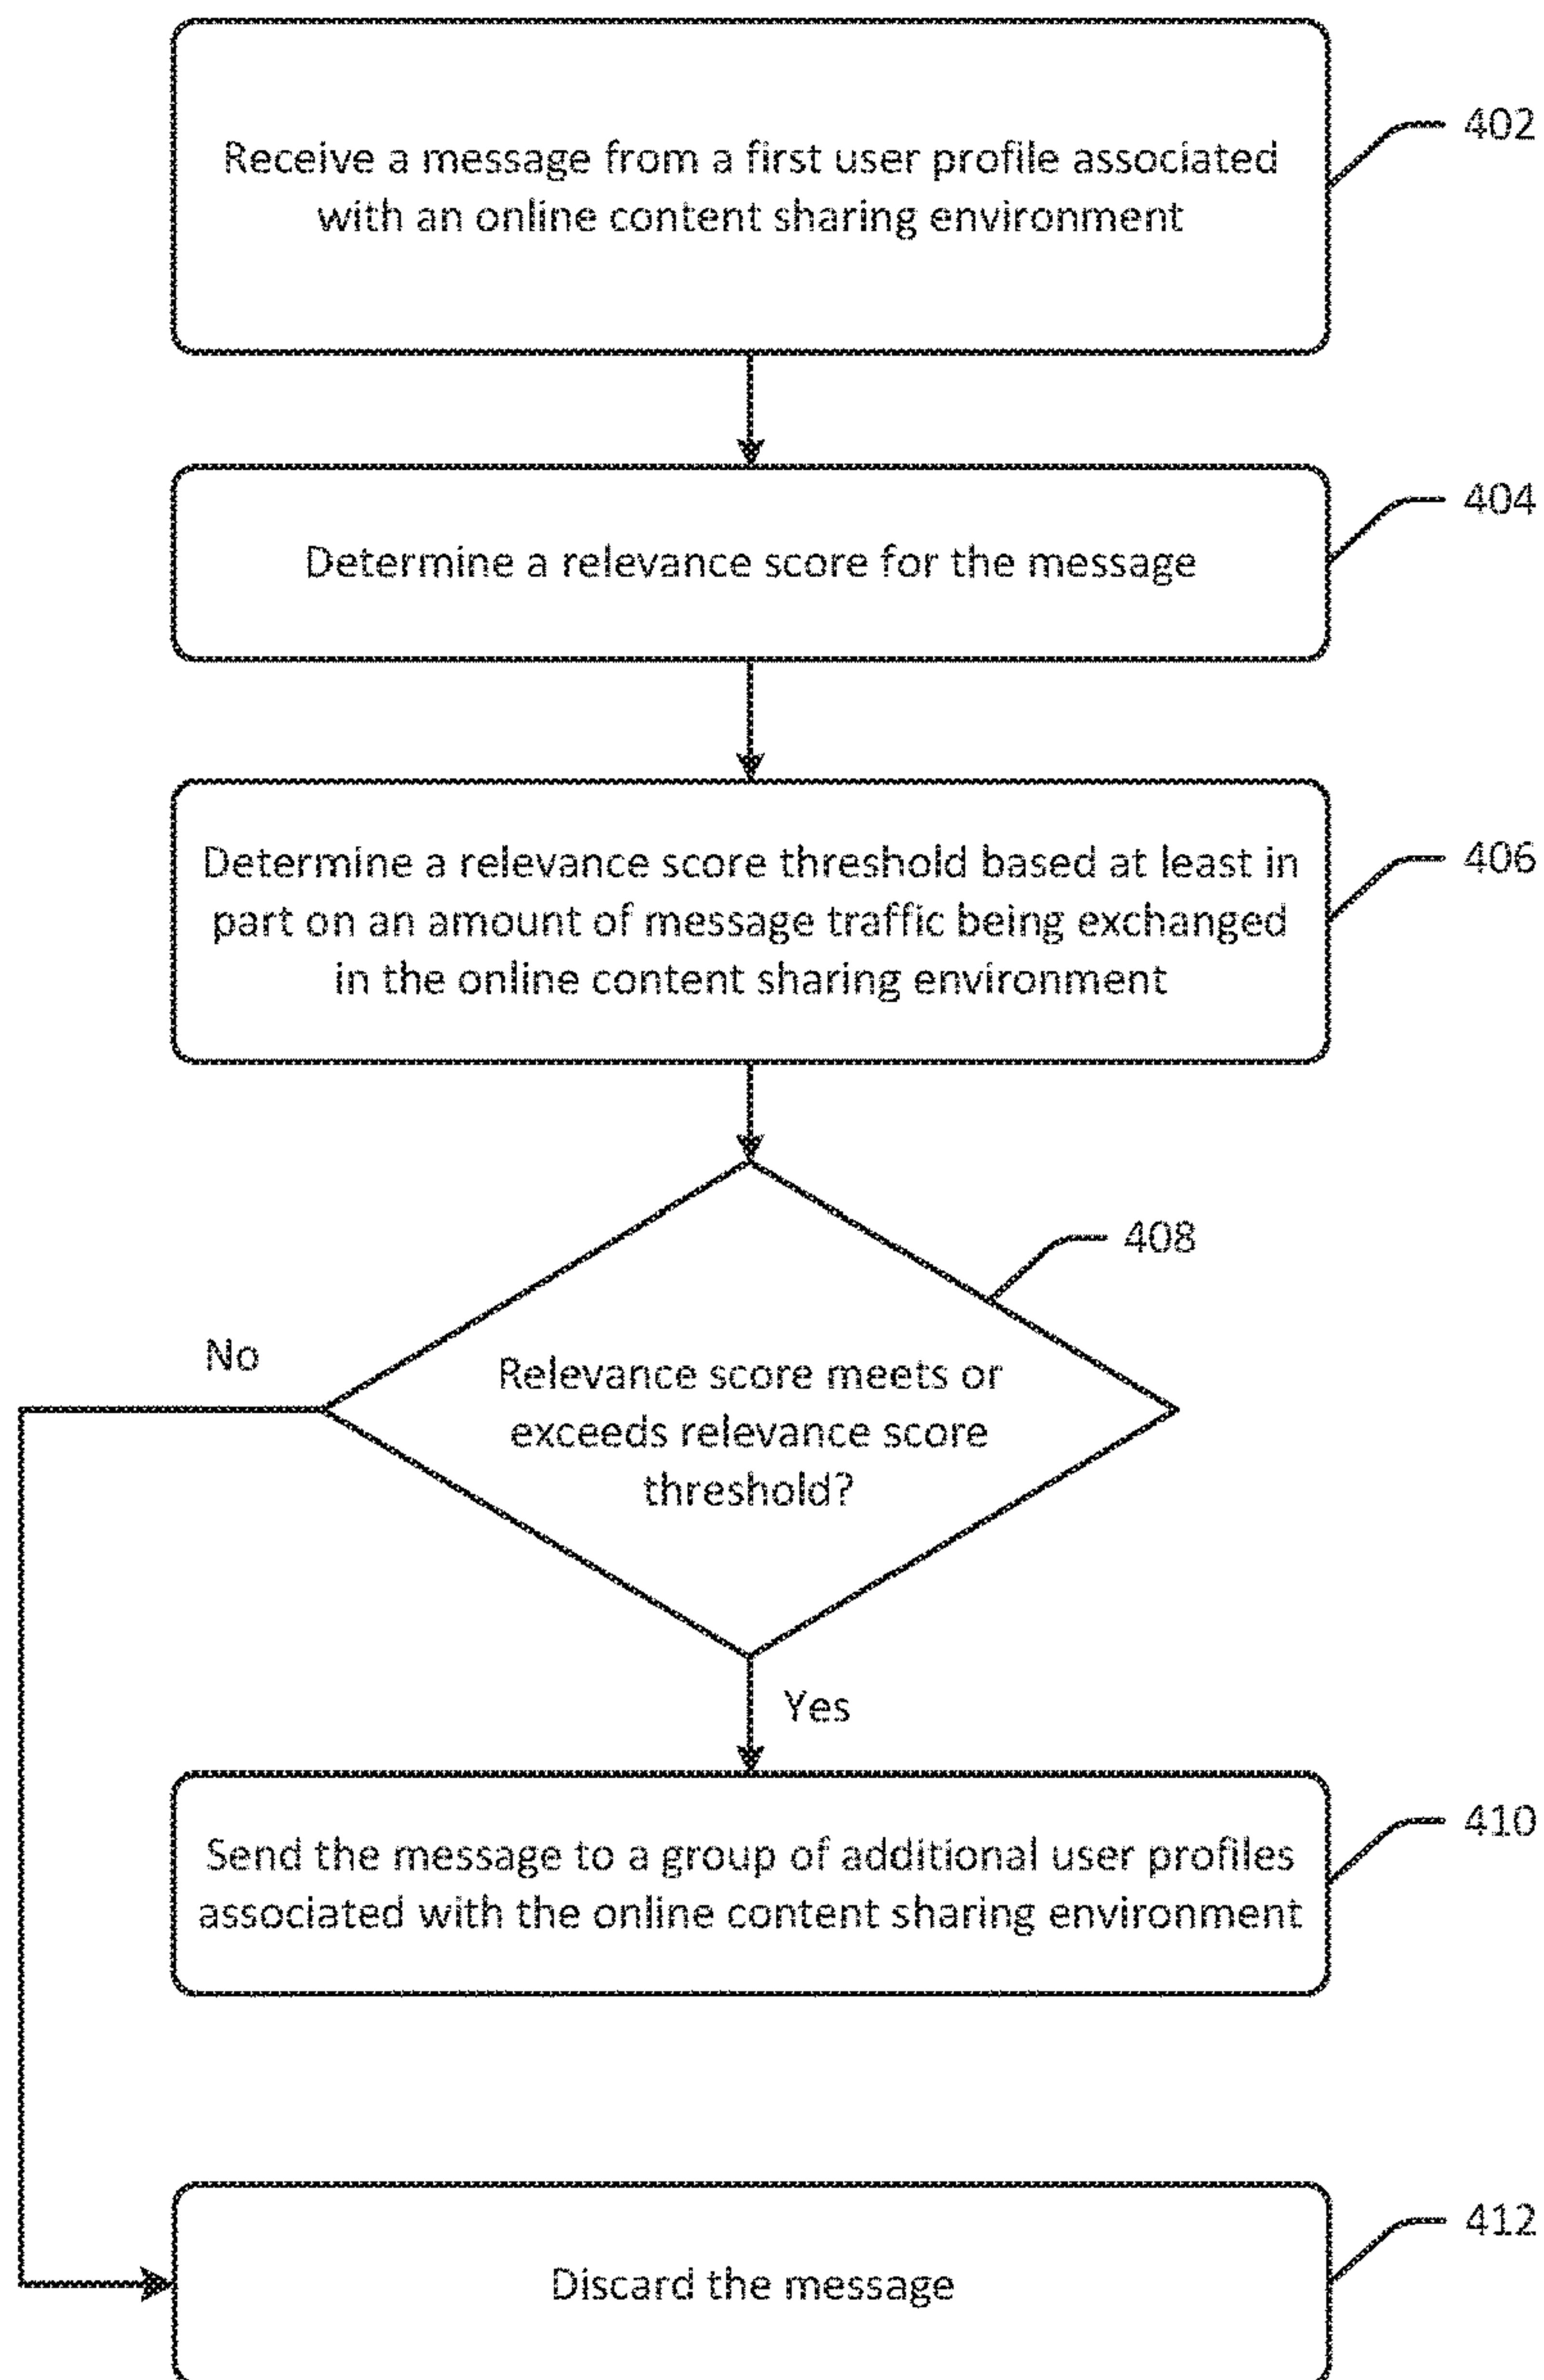 Receive a message from a first user profile associated
with an online content sharing environment
402
Determine a relevance score for the message
404
Determine a relevance score threshold based at least in
part on an amount of message traffic being exchanged
in the online content sharing environment
406
408
Relevance score meets or
exceeds relevance score
threshold?
No
Yes
Send the message to a group of additional user profiles
associated with the online content sharing environment
410
Discard the message
412